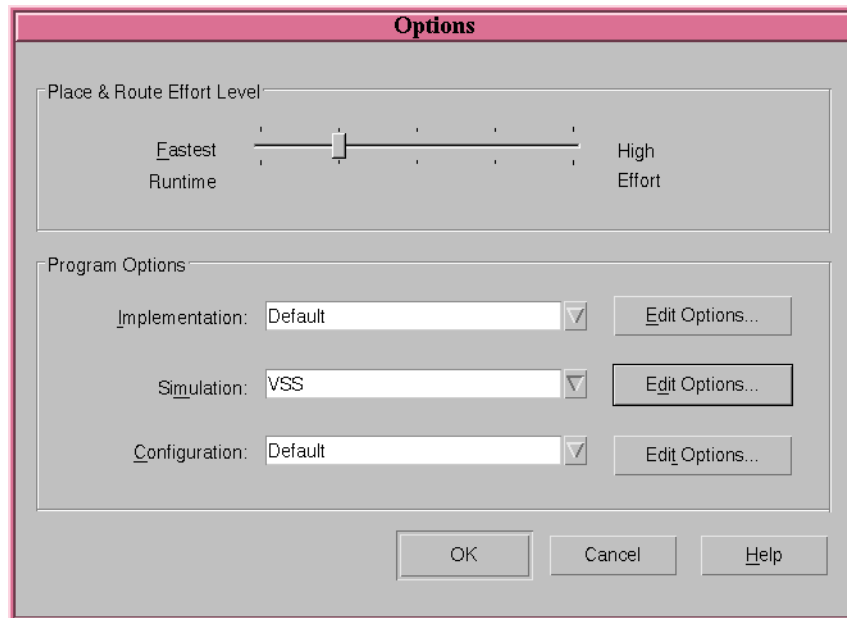 Options
Place & Route Effort Level
Fastest
Runtime
High
Effort
Program Options
Implementation: Default Edit Options...
Simulation: VSS Edit Options...
Configuration: Default Edit Options...
OK Cancel Help